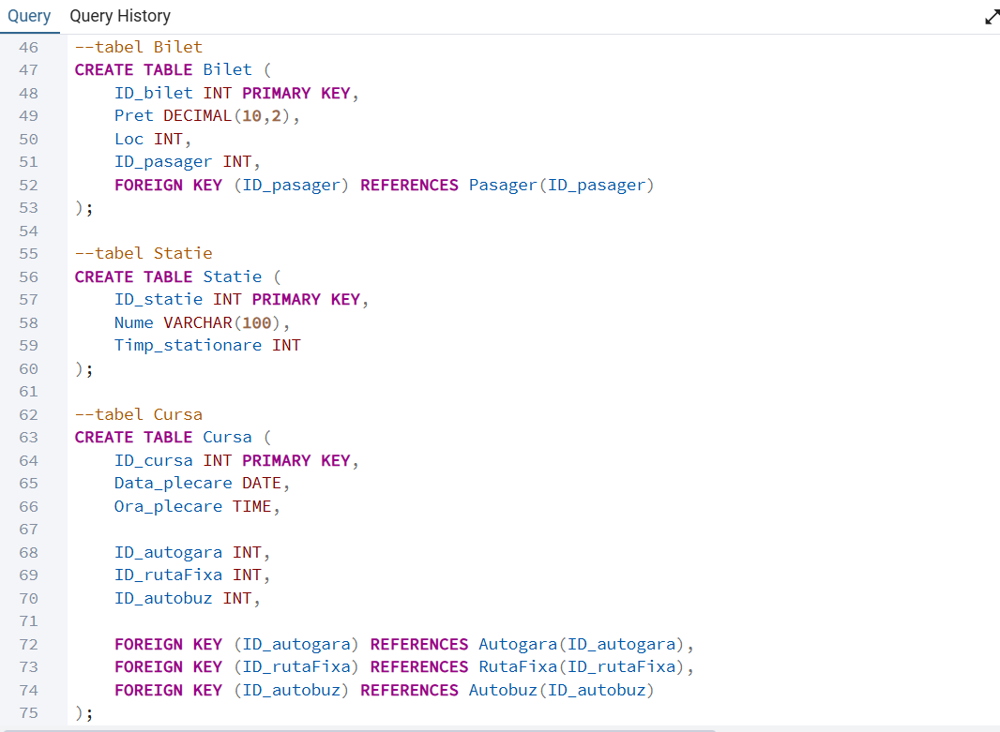 Query Query History
46 --tabel Bilet
47 CREATE TABLE Bilet (
48     ID_bilet INT PRIMARY KEY,
49     Pret DECIMAL(10,2),
50     Loc INT,
51     ID_pasager INT,
52     FOREIGN KEY (ID_pasager) REFERENCES Pasager(ID_pasager)
53 );
54
55 --tabel Statie
56 CREATE TABLE Statie (
57     ID_statie INT PRIMARY KEY,
58     Nume VARCHAR(100),
59     Timp_stationare INT
60 );
61
62 --tabel Cursa
63 CREATE TABLE Cursa (
64     ID_cursa INT PRIMARY KEY,
65     Data_plecare DATE,
66     Ora_plecare TIME,
67
68     ID_autogara INT,
69     ID_rutaFixa INT,
70     ID_autobuz INT,
71
72     FOREIGN KEY (ID_autogara) REFERENCES Autogara(ID_autogara),
73     FOREIGN KEY (ID_rutaFixa) REFERENCES RutaFixa(ID_rutaFixa),
74     FOREIGN KEY (ID_autobuz) REFERENCES Autobuz(ID_autobuz)
75 );